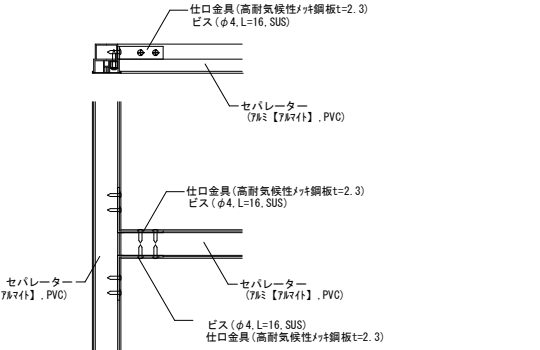 仕口金具(高耐気候性ﾒｯｷ鋼板t=2.3)
ビス(φ4,L=16,SUS)
セパレーター
(ｱﾙﾐ【ｱﾙﾏｲﾄ】,PVC)
仕口金具(高耐気候性ﾒｯｷ鋼板t=2.3)
ビス(φ4,L=16,SUS)
セパレーター
ｱﾙﾏｲﾄ】,PVC)
セパレーター
(ｱﾙﾐ【ｱﾙﾏｲﾄ】,PVC)
ビス(φ4,L=16,SUS)
仕口金具(高耐気候性ﾒｯｷ鋼板t=2.3)